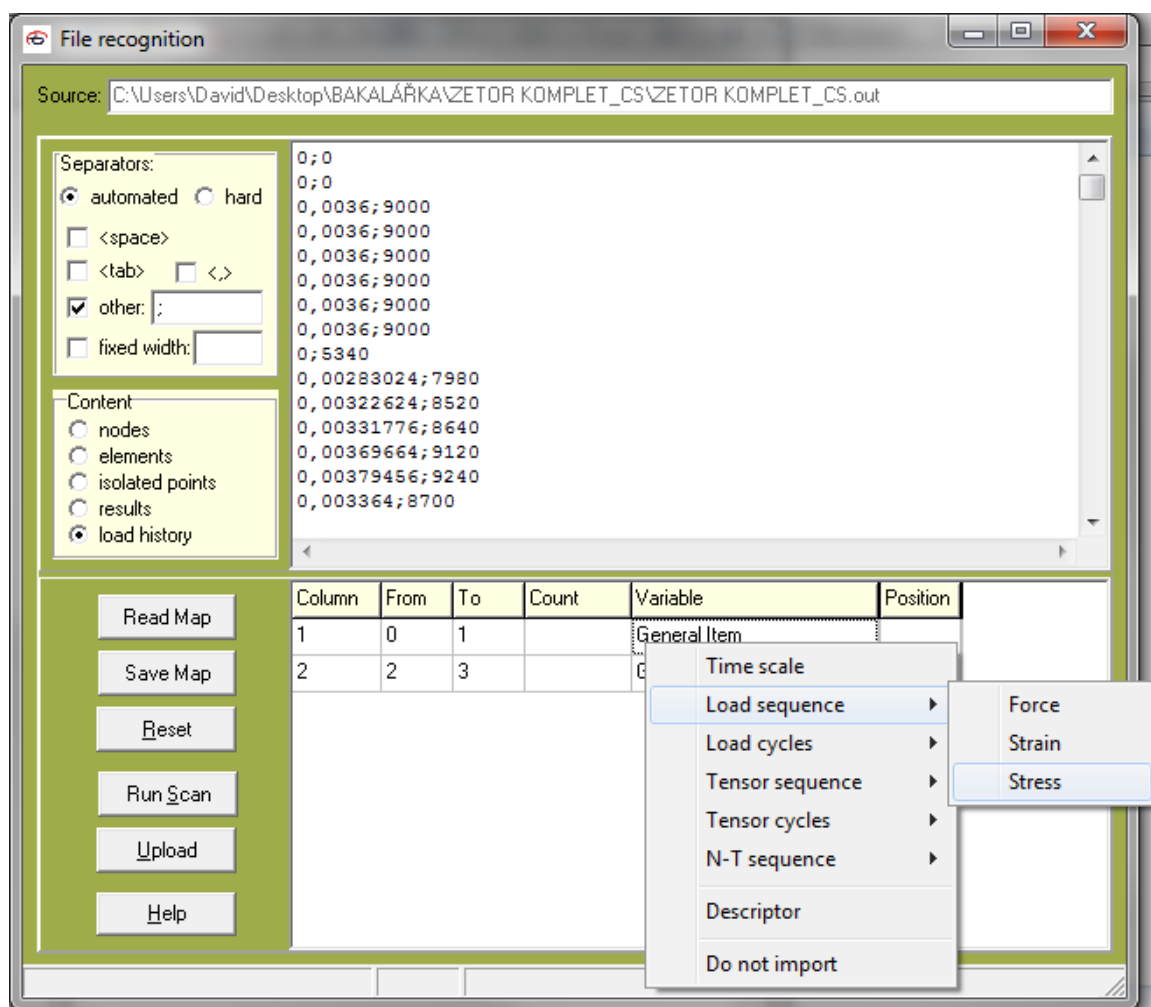 File recognition
Source: C:\Users\David\Desktop\BAKALÁŘKA\ZETOR KOMPLET_CS\ZETOR KOMPLET_CS.out
Separators:
automated hard
<space>
<tab> <,>
other: ;
fixed width:
Content
nodes
elements
isolated points
results
load history
0;0
0;0
0,0036;9000
0,0036;9000
0,0036;9000
0,0036;9000
0,0036;9000
0,0036;9000
0;5340
0,00283024;7980
0,00322624;8520
0,00331776;8640
0,00369664;9120
0,00379456;9240
0,003364;8700
Read Map
Save Map
Reset
Run Scan
Upload
Help
Column From To Count Variable Position
1 0 1 General Item
2 2 3 G
Time scale
Load sequence
Load cycles
Tensor sequence
Tensor cycles
N-T sequence
Descriptor
Do not import
Force
Strain
Stress